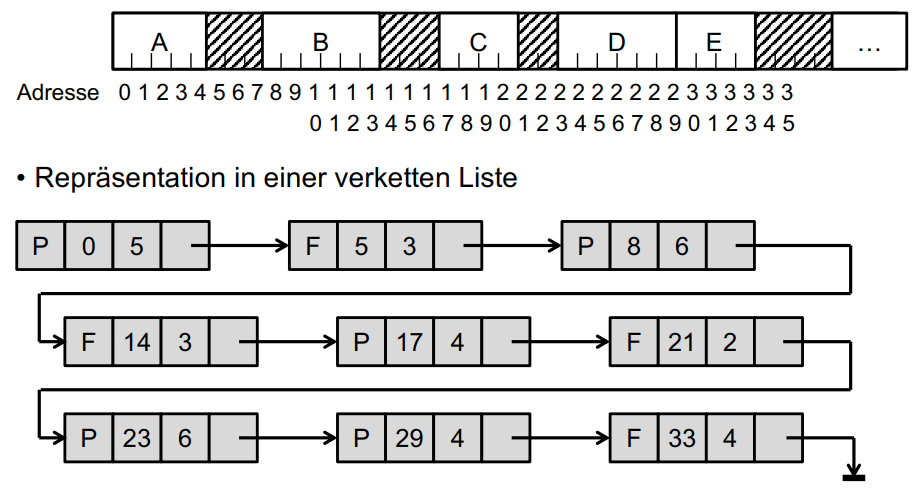 A B C D E ...
Adresse 0 1 2 3 4 5 6 7 8 9 1 1 1 1 1 1 1 1 1 1 2 2 2 2 2 2 2 2 2 2 3 3 3 3 3 3
0 1 2 3 4 5 6 7 8 9 0 1 2 3 4 5 6 7 8 9 0 1 2 3 4 5
• Repräsentation in einer verketten Liste
P 0 5 F 5 3 P 8 6
F 14 3 P 17 4 F 21 2
P 23 6 P 29 4 F 33 4